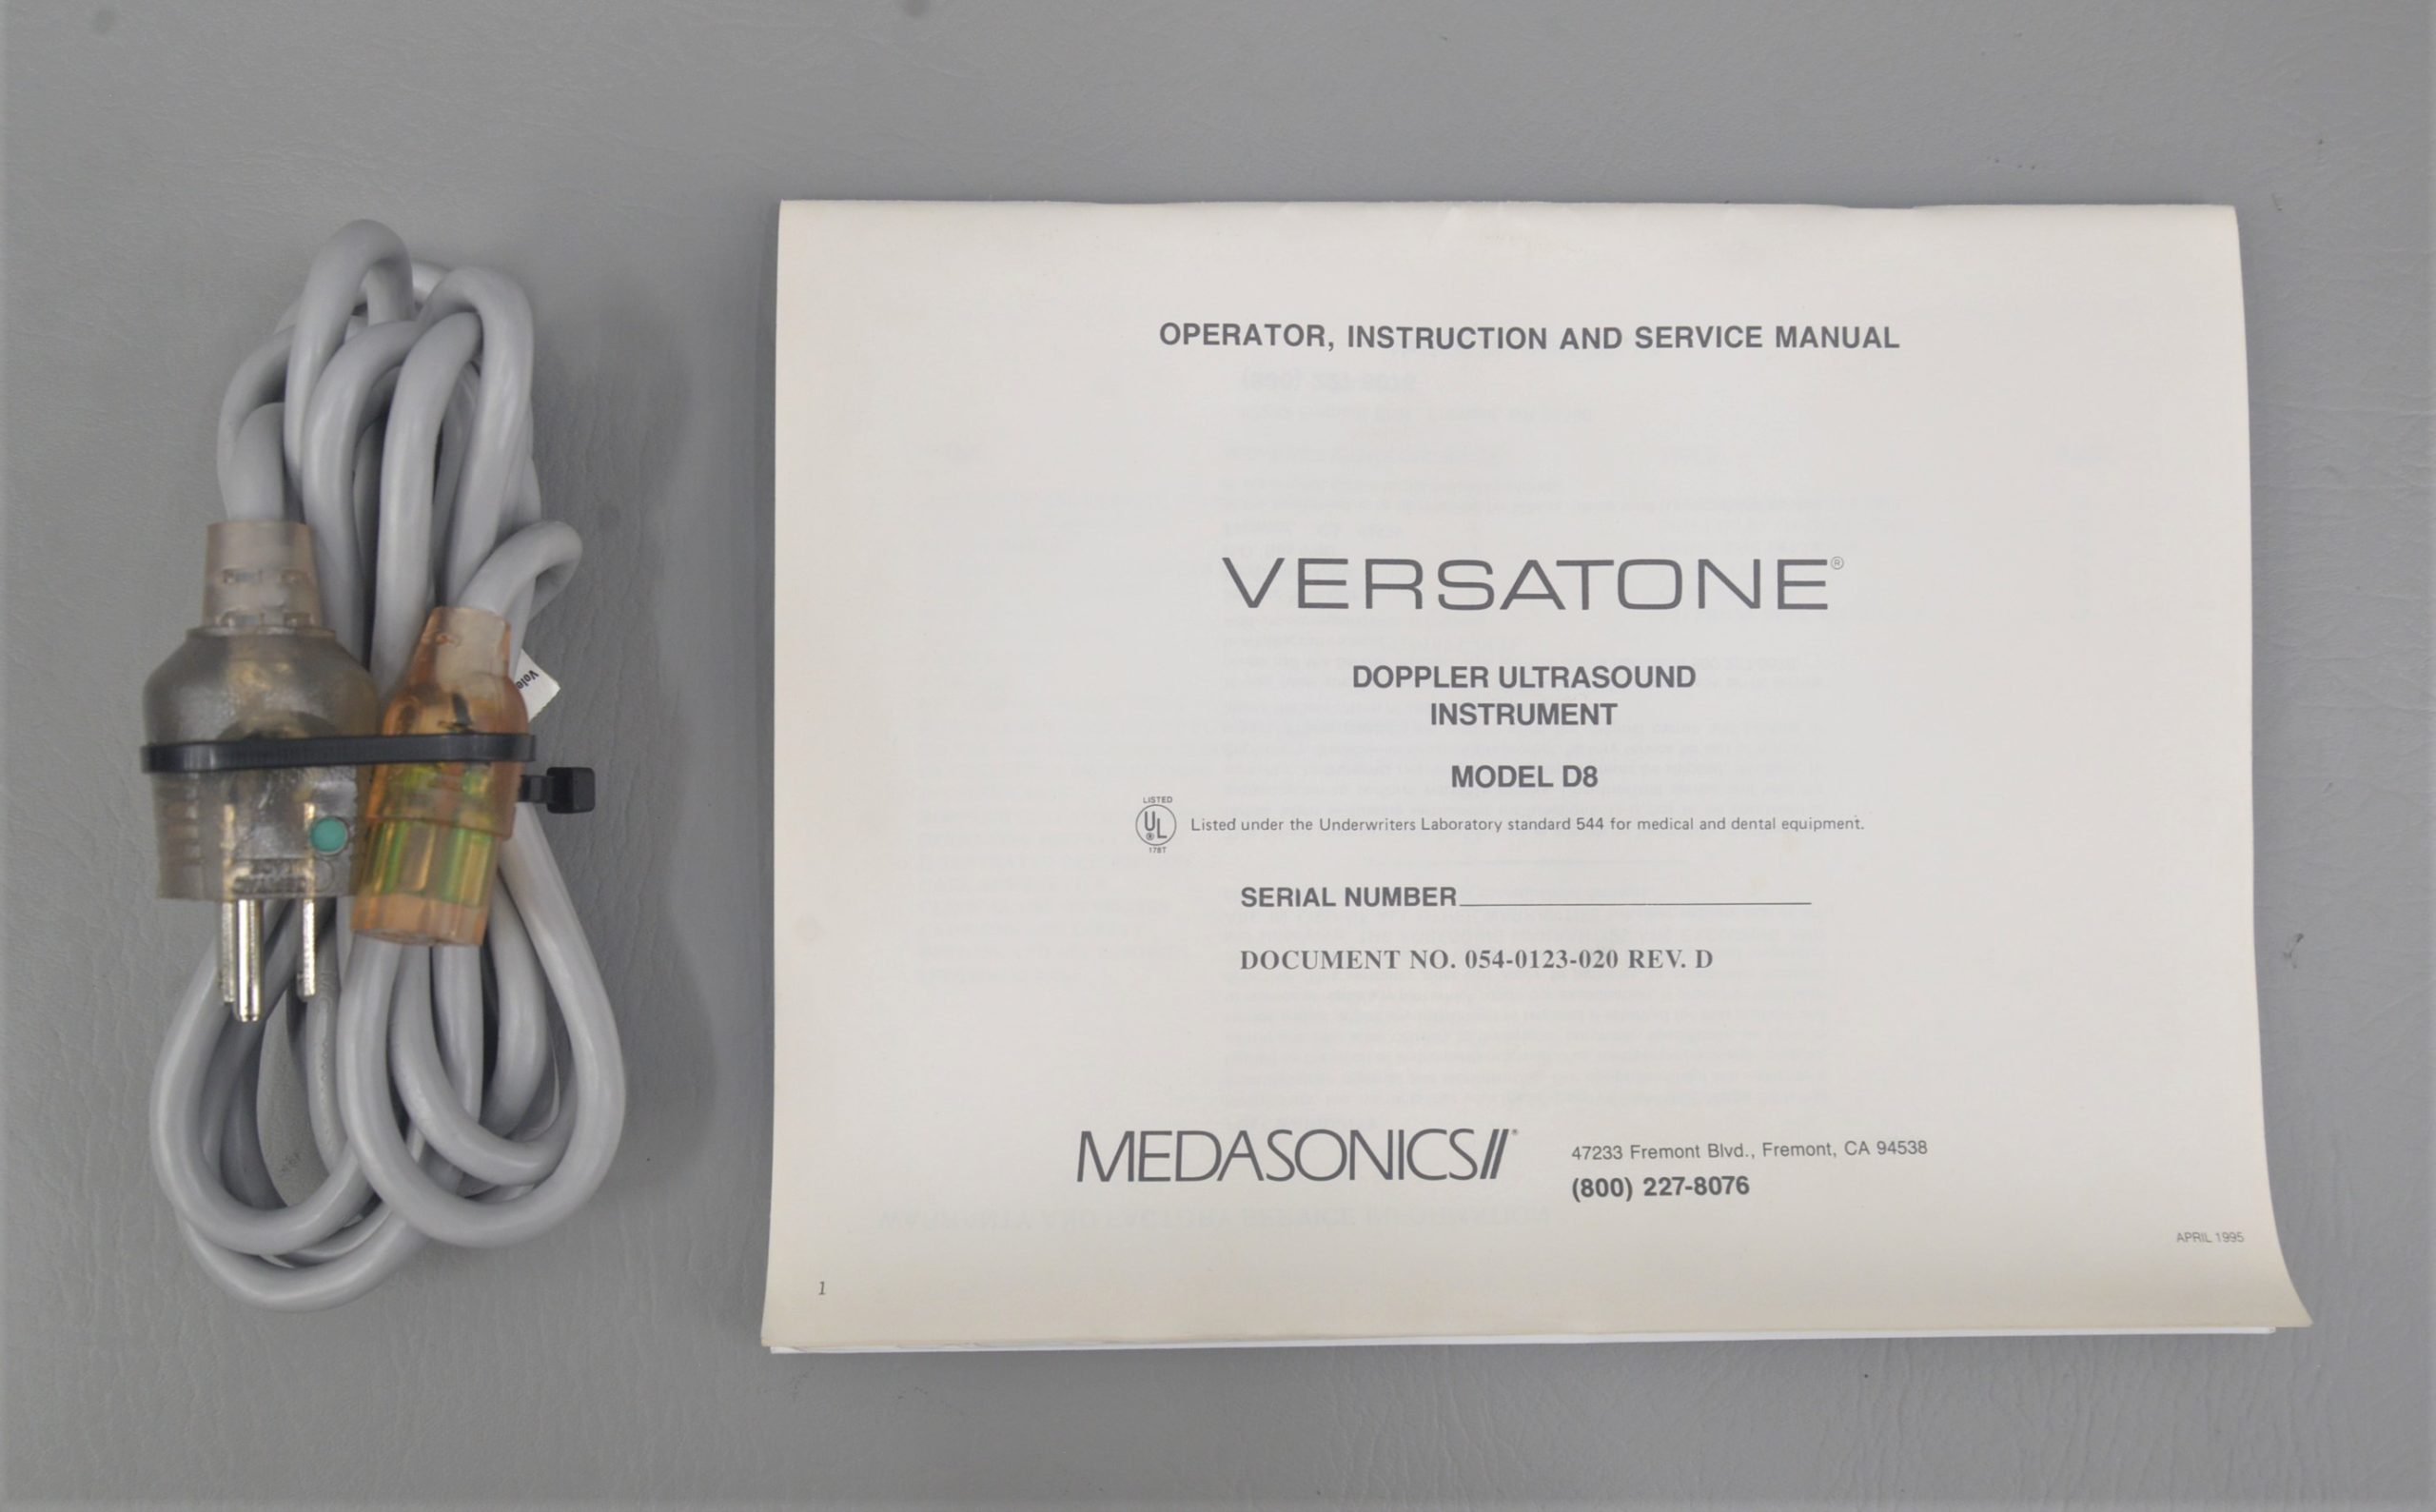 OPERATOR, INSTRUCTION AND SERVICE MANUAL
VERSATONE®
DOPPLER ULTRASOUND
INSTRUMENT
MODEL D8
LISTED
UL ®
178T
Listed under the Underwriters Laboratory standard 544 for medical and dental equipment.
SERIAL NUMBER
DOCUMENT NO. 054-0123-020 REV. D
MEDASONICS
47233 Fremont Blvd., Fremont, CA 94538
(800) 227-8076
APRIL 1995
1